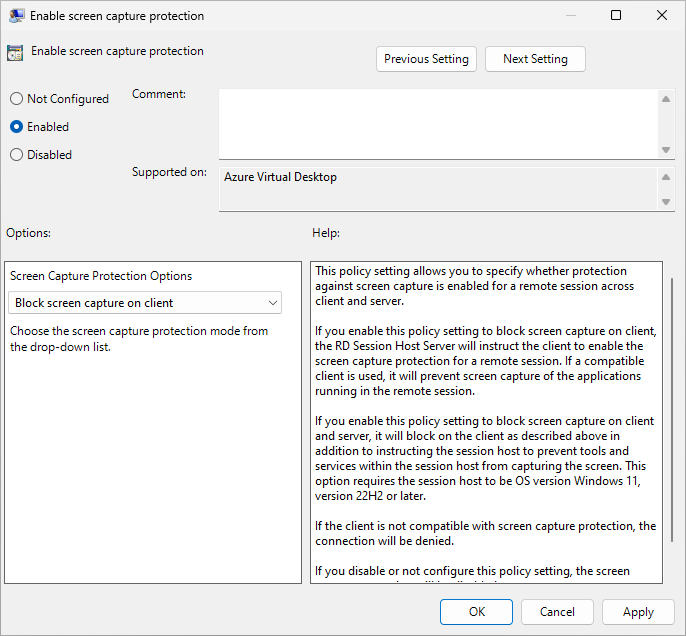 Enable screen capture protection
Enable screen capture protection
Previous Setting
Next Setting
Not Configured
Enabled
Disabled
Comment:
Supported on:
Azure Virtual Desktop
Options:
Help:
Screen Capture Protection Options
Block screen capture on client
Choose the screen capture protection mode from
the drop-down list.
This policy setting allows you to specify whether protection
against screen capture is enabled for a remote session across
client and server.
If you enable this policy setting to block screen capture on client,
the RD Session Host Server will instruct the client to enable the
screen capture protection for a remote session. If a compatible
client is used, it will prevent screen capture of the applications
running in the remote session.
If you enable this policy setting to block screen capture on client
and server, it will block on the client as described above in
addition to instructing the session host to prevent tools and
services within the session host from capturing the screen. This
option requires the session host to be OS version Windows 11,
version 22H2 or later.
If the client is not compatible with screen capture protection, the
connection will be denied.
If you disable or not configure this policy setting, the screen
OK
Cancel
Apply